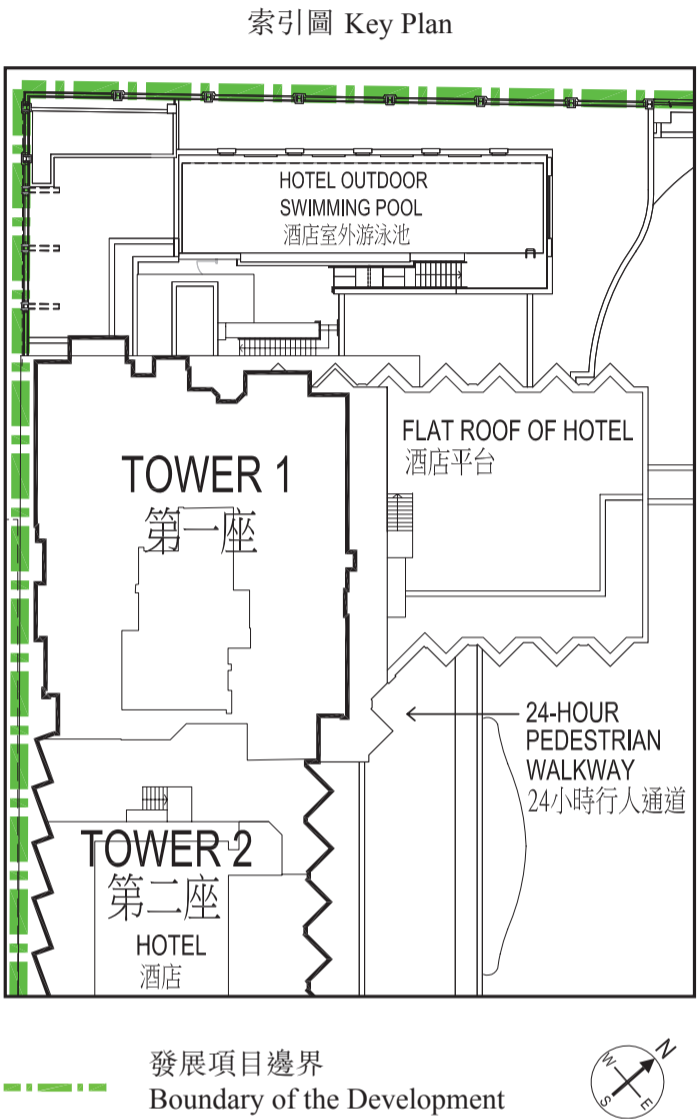 索引圖 Key Plan
HOTEL OUTDOOR
SWIMMING POOL
酒店室外游泳池
FLAT ROOF OF HOTEL
酒店平台
TOWER 1
第一座
24-HOUR
PEDESTRIAN
WALKWAY
24小時行人通道
TOWER 2
第二座
HOTEL
酒店
發展項目邊界
Boundary of the Development
N
W
S
E